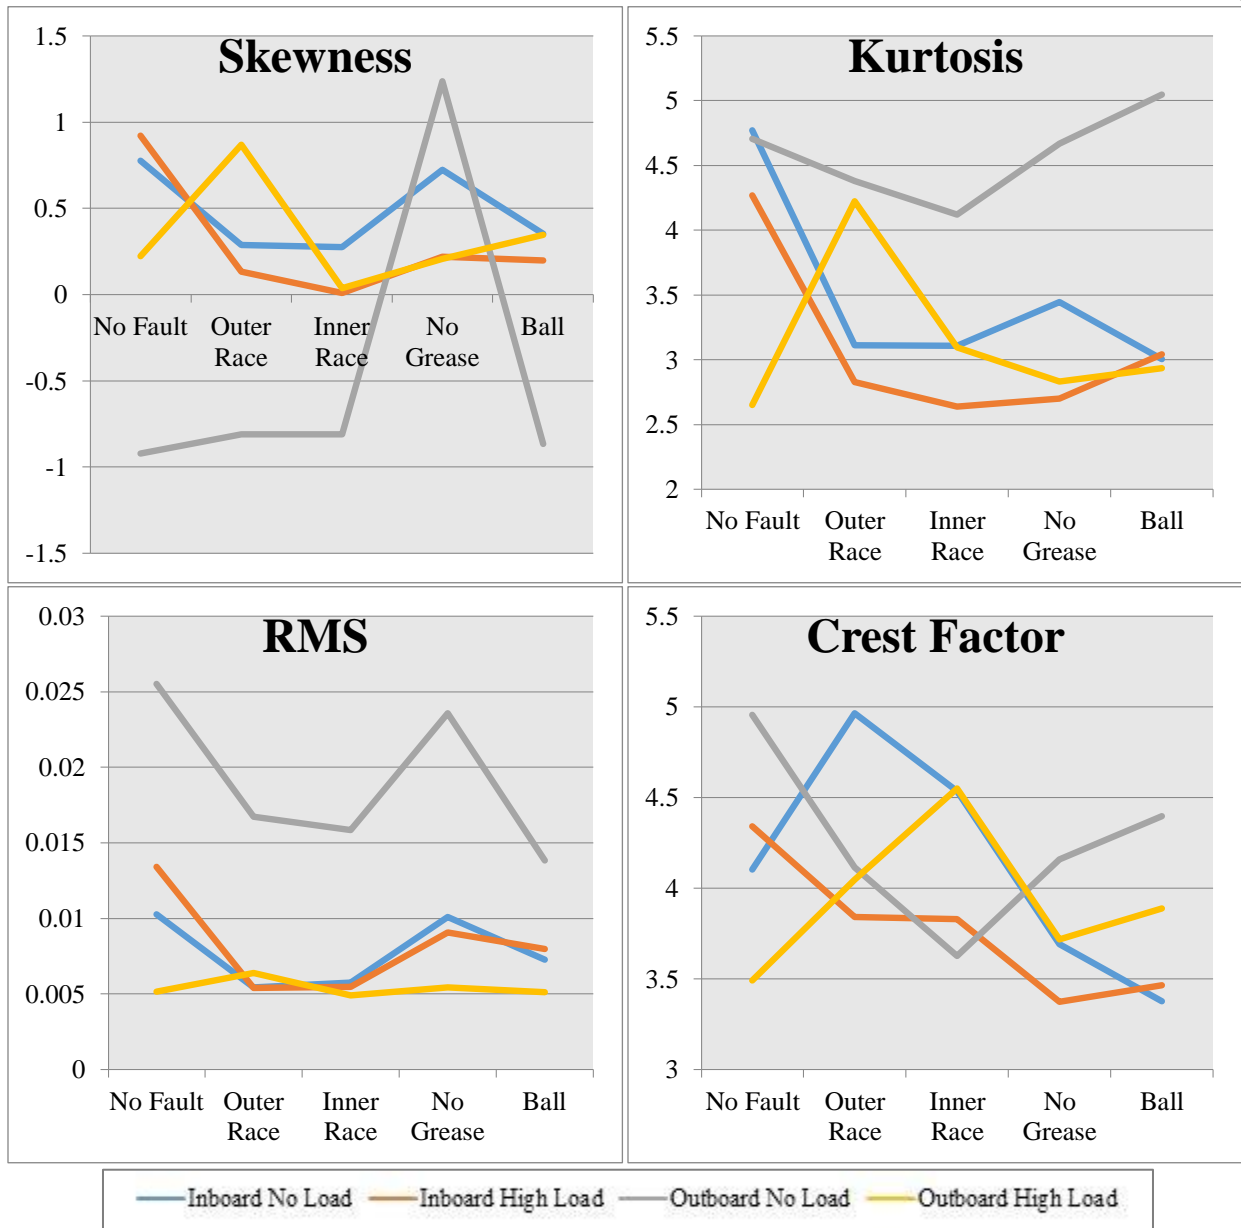 Skewness
1.5
1
0.5
0
-0.5
-1
-1.5
No Fault Outer Inner No Ball
Race Race Grease
Kurtosis
5.5
5
4.5
4
3.5
3
2.5
2
No Fault Outer Inner No Ball
Race Race Grease
RMS
0.03
0.025
0.02
0.015
0.01
0.005
0
No Fault Outer Inner No Ball
Race Race Grease
Crest Factor
5.5
5
4.5
4
3.5
3
No Fault Outer Inner No Ball
Race Race Grease
Inboard No Load Inboard High Load Outboard No Load Outboard High Load